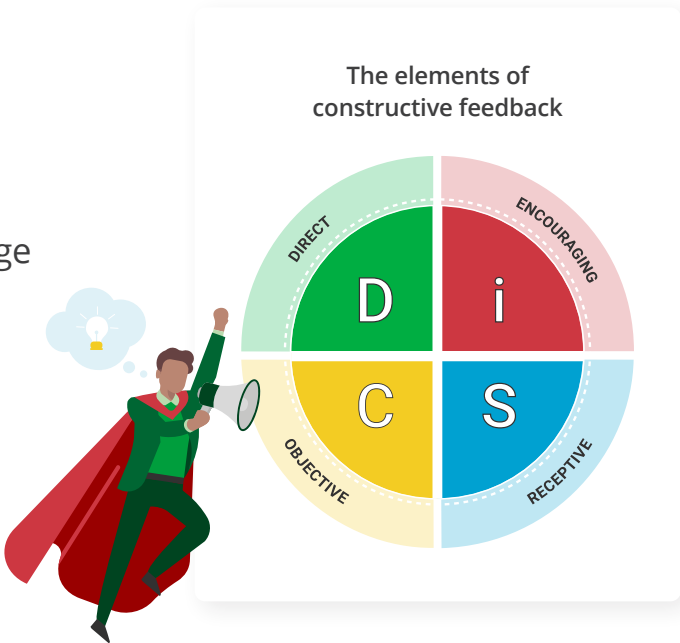 The elements of
constructive feedback
ge
DIRECT
ENCOURAGING
D
i
C
S
OBJECTIVE
RECEPTIVE